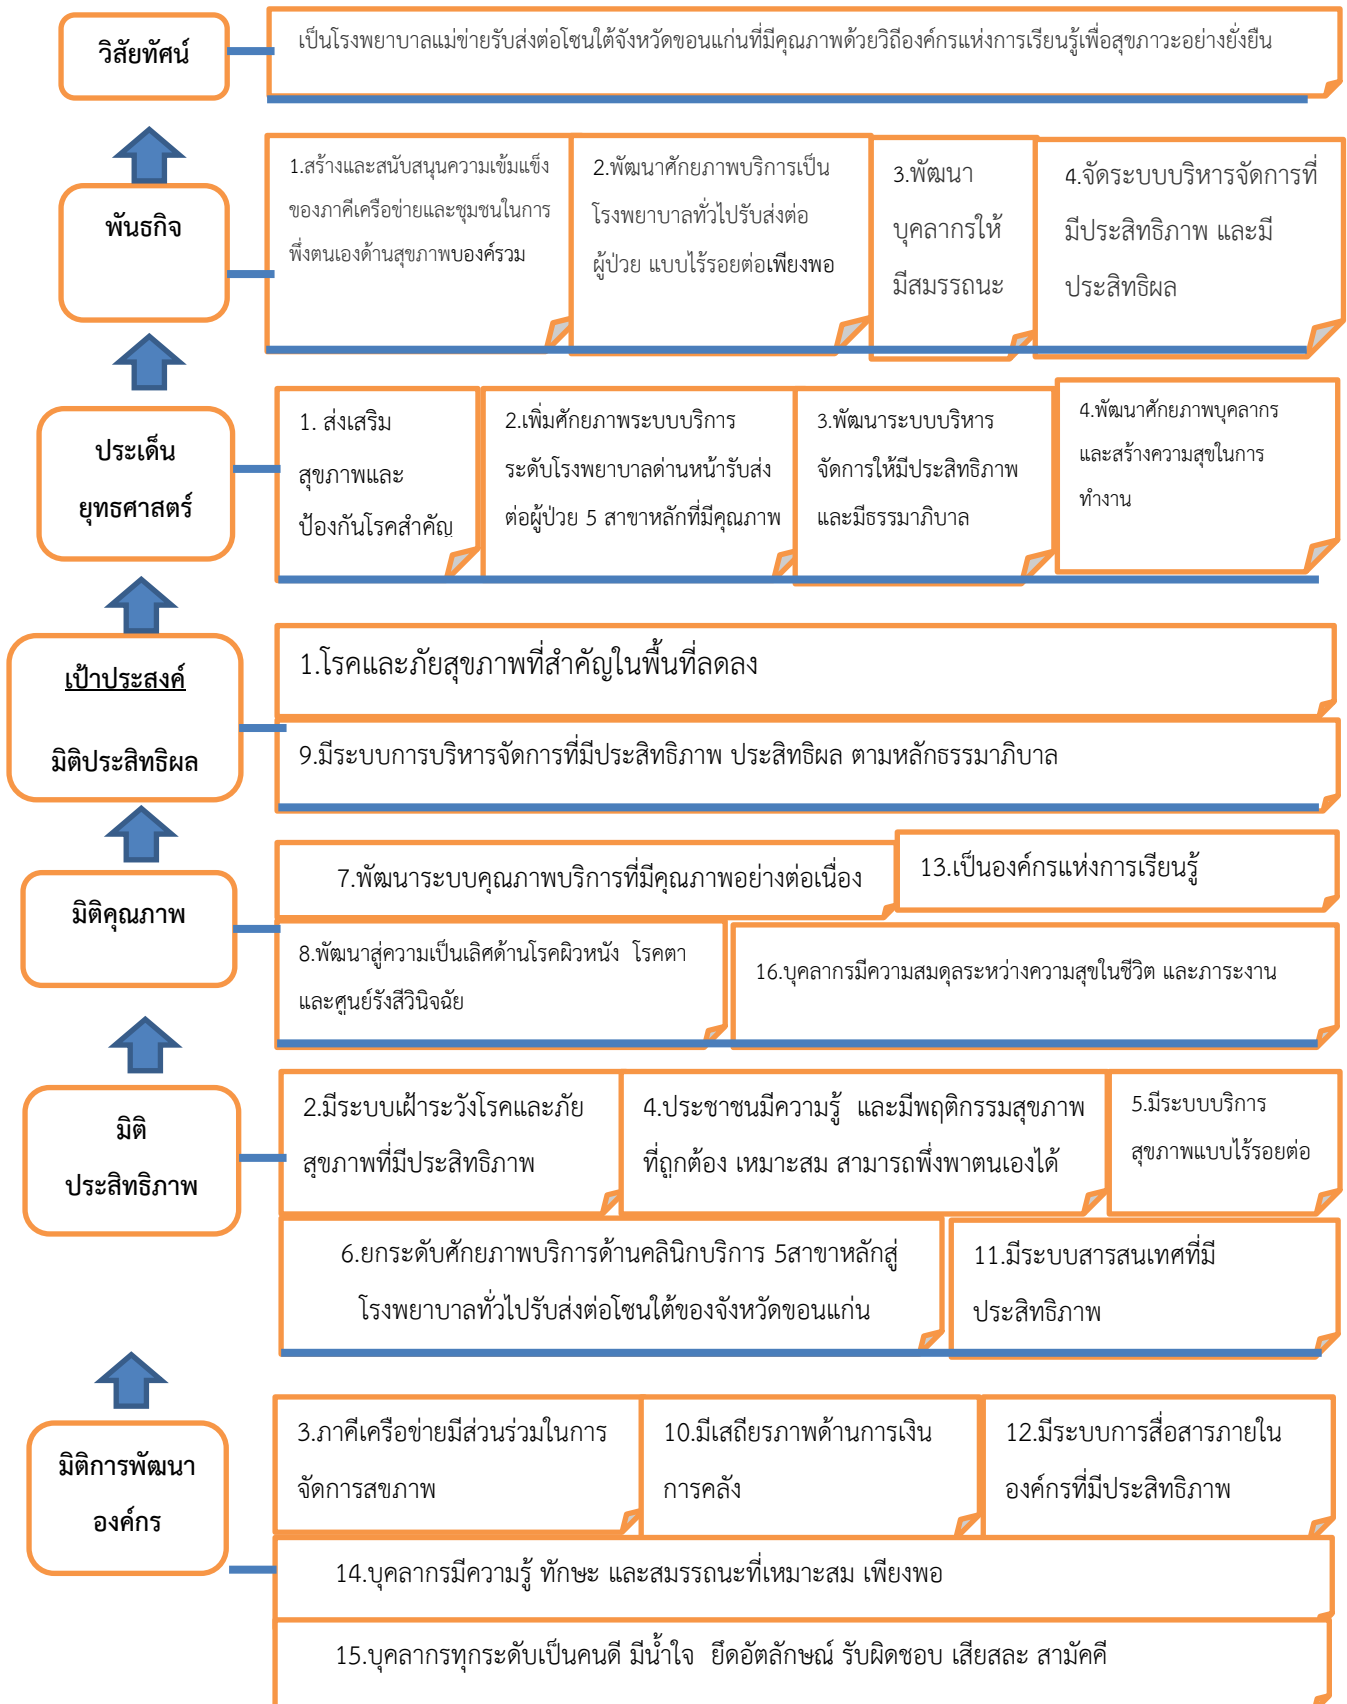 วิสัยทัศน์
เป็นโรงพยาบาลแม่ข่ายรับส่งต่อโซนใต้จังหวัดขอนแก่นที่มีคุณภาพด้วยวิถีองค์กรแห่งการเรียนรู้เพื่อสุขภาวะอย่างยั่งยืน
พันธกิจ
1.สร้างและสนับสนุนความเข้มแข็ง
ของภาคีเครือข่ายและชุมชนในการ
พึ่งตนเองด้านสุขภาพบองค์รวม
2.พัฒนาศักยภาพบริการเป็น
โรงพยาบาลทั่วไปรับส่งต่อ
ผู้ป่วย แบบไร้รอยต่อเพียงพอ
3.พัฒนา
บุคลากรให้
มีสมรรถนะ
4.จัดระบบบริหารจัดการที่
มีประสิทธิภาพ และมี
ประสิทธิผล
ประเด็น
ยุทธศาสตร์
1. ส่งเสริม
สุขภาพและ
ป้องกันโรคสำคัญ
2.เพิ่มศักยภาพระบบบริการ
ระดับโรงพยาบาลด่านหน้ารับส่ง
ต่อผู้ป่วย 5 สาขาหลักที่มีคุณภาพ
3.พัฒนาระบบบริหาร
จัดการให้มีประสิทธิภาพ
และมีธรรมาภิบาล
4.พัฒนาศักยภาพบุคลากร
และสร้างความสุขในการ
ทำงาน
เป้าประสงค์
มิติประสิทธิผล
1.โรคและภัยสุขภาพที่สำคัญในพื้นที่ลดลง
9.มีระบบการบริหารจัดการที่มีประสิทธิภาพ ประสิทธิผล ตามหลักธรรมาภิบาล
มิติคุณภาพ
7.พัฒนาระบบคุณภาพบริการที่มีคุณภาพอย่างต่อเนื่อง
13.เป็นองค์กรแห่งการเรียนรู้
8.พัฒนาสู่ความเป็นเลิศด้านโรคผิวหนัง โรคตา
และศูนย์รังสีวินิจฉัย
16.บุคลากรมีความสมดุลระหว่างความสุขในชีวิต และภาระงาน
มิติ
ประสิทธิภาพ
2.มีระบบเฝ้าระวังโรคและภัย
สุขภาพที่มีประสิทธิภาพ
4.ประชาชนมีความรู้ และมีพฤติกรรมสุขภาพ
ที่ถูกต้อง เหมาะสม สามารถพึ่งพาตนเองได้
5.มีระบบบริการ
สุขภาพแบบไร้รอยต่อ
6.ยกระดับศักยภาพบริการด้านคลินิกบริการ 5สาขาหลักสู่
โรงพยาบาลทั่วไปรับส่งต่อโซนใต้ของจังหวัดขอนแก่น
11.มีระบบสารสนเทศที่มี
ประสิทธิภาพ
มิติการพัฒนา
องค์กร
3.ภาคีเครือข่ายมีส่วนร่วมในการ
จัดการสขภาพ
10.มีเสถียรภาพด้านการเงิน
การคลัง
12.มีระบบการสื่อสารภายใน
องค์กรที่มีประสิทธิภาพ
14.บุคลากรมีความรู้ ทักษะ และสมรรถนะที่เหมาะสม เพียงพอ
15.บุคลากรทุกระดับเป็นคนดี มีน้ำใจ ยึดอัตลักษณ์ รับผิดชอบ เสียสละ สามัคคี